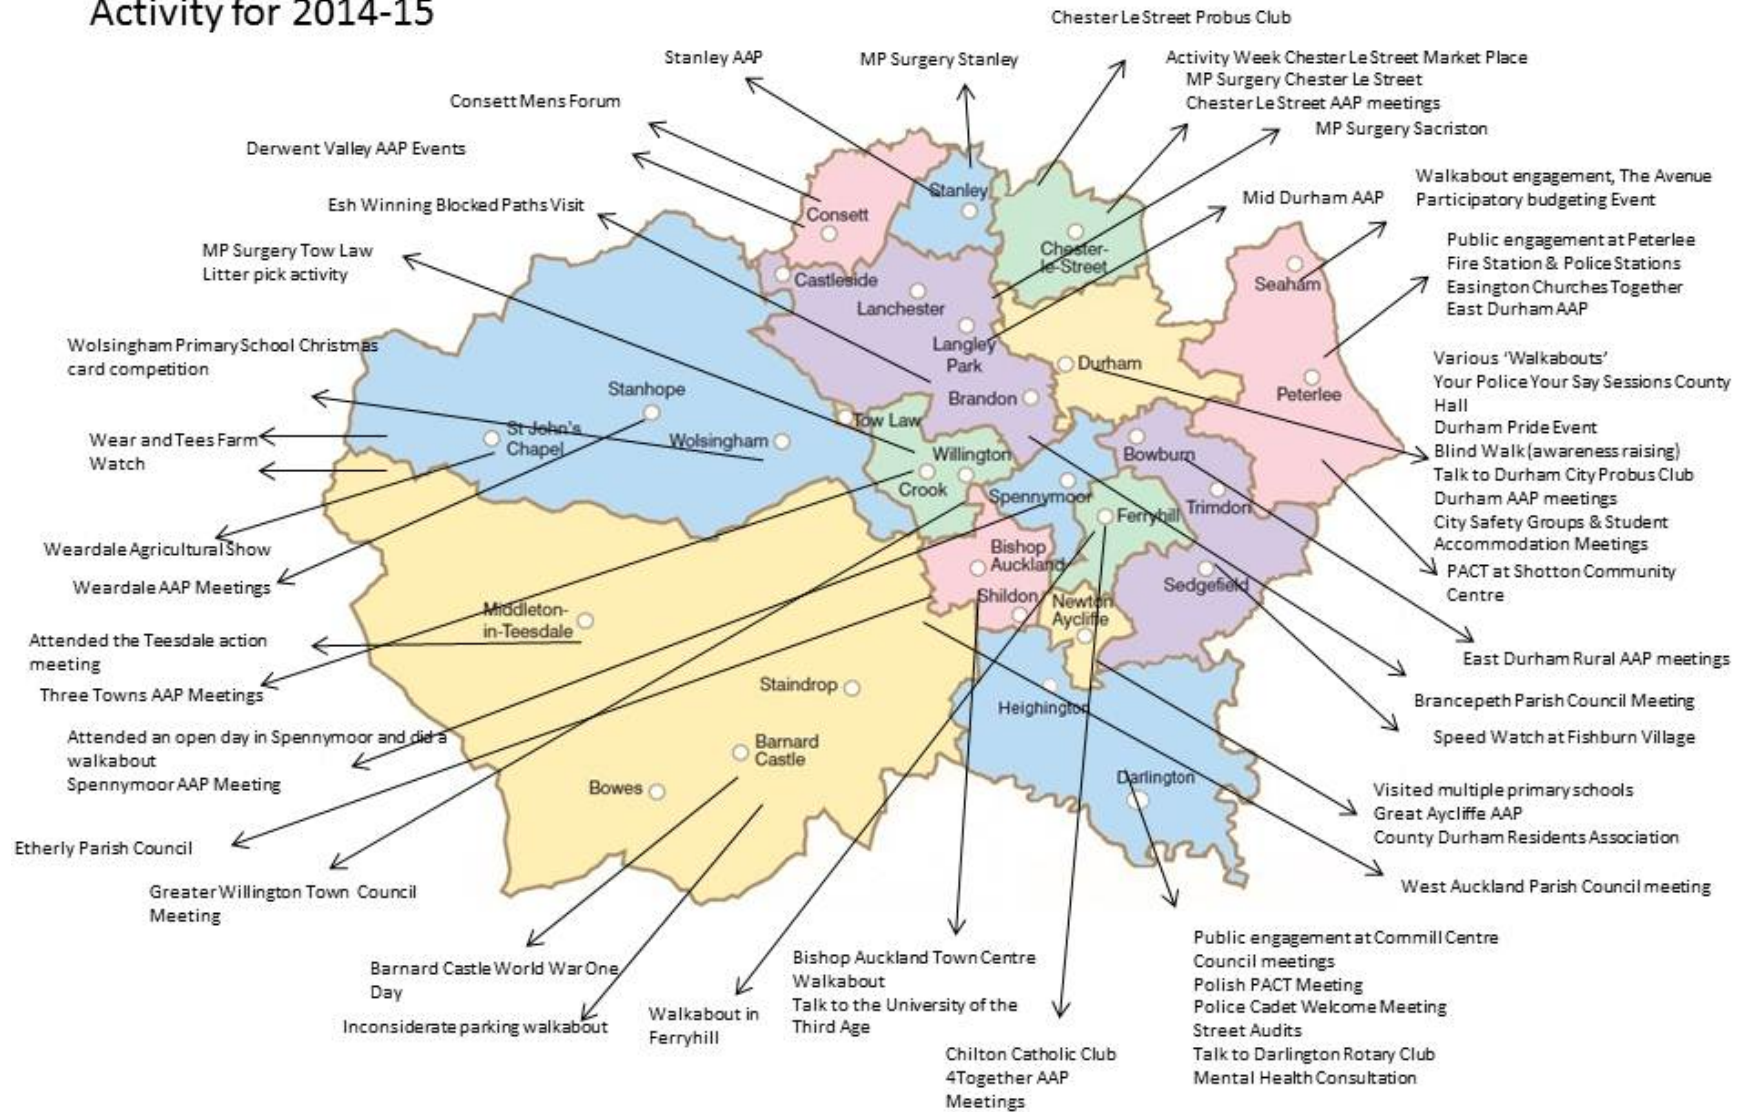 Activity for 2014-15
Chester Le Street Probus Club
Stanley AAP
MP Surgery Stanley
Activity Week Chester Le Street Market Place
MP Surgery Chester Le Street
Chester Le Street AAP meetings
MP Surgery Sacriston
Consett Mens Forum
Derwent Valley AAP Events
Esh Winning Blocked Paths Visit
MP Surgery Tow Law
Litter pick activity
Wolsingham Primary School Christmas
card competition
Wear and Tees Farm
Watch
Weardale Agricultural Show
Weardale AAP Meetings
Attended the Teesdale action
meeting
Three Towns AAP Meetings
Attended an open day in Spennymoor and did a
walkabout
Spennymoor AAP Meeting
Etherly Parish Council
Greater Willington Town Council
Meeting
Barnard Castle World War One
Day
Inconsiderate parking walkabout
Walkabout in
Ferryhill
Bishop Auckland Town Centre
Walkabout
Talk to the University of the
Third Age
Chilton Catholic Club
4Together AAP
Meetings
Public engagement at Cornmill Centre
Council meetings
Polish PACT Meeting
Police Cadet Welcome Meeting
Street Audits
Talk to Darlington Rotary Club
Mental Health Consultation
Mid Durham AAP
Walkabout engagement, The Avenue
Participatory budgeting Event
Public engagement at Peterlee
Fire Station & Police Stations
Easington Churches Together
East Durham AAP
Various ‘Walkabouts’
Your Police Your Say Sessions County
Hall
Durham Pride Event
Blind Walk (awareness raising)
Talk to Durham City Probus Club
Durham AAP meetings
City Safety Groups & Student
Accommodation Meetings
PACT at Shotton Community
Centre
East Durham Rural AAP meetings
Brancepeth Parish Council Meeting
Speed Watch at Fishburn Village
Visited multiple primary schools
Great Aycliffe AAP
County Durham Residents Association
West Auckland Parish Council meeting
Stanley
Consett
Chester-
le-Street
Castleside
Lanchester
Langley
Park
Seaham
Durham
Peterlee
Brandon
Stanhope
Tow Law
St John's
Chapel
Wolsingham
Willington
Crook
Bowburn
Spennymoor
Trimdon
Ferryhill
Bishop
Auckland
Sedgefield
Shildon
Newton
Aycliffe
Middleton-
in-Teesdale
Staindrop
Heighington
Barnard
Castle
Bowes
Darlington